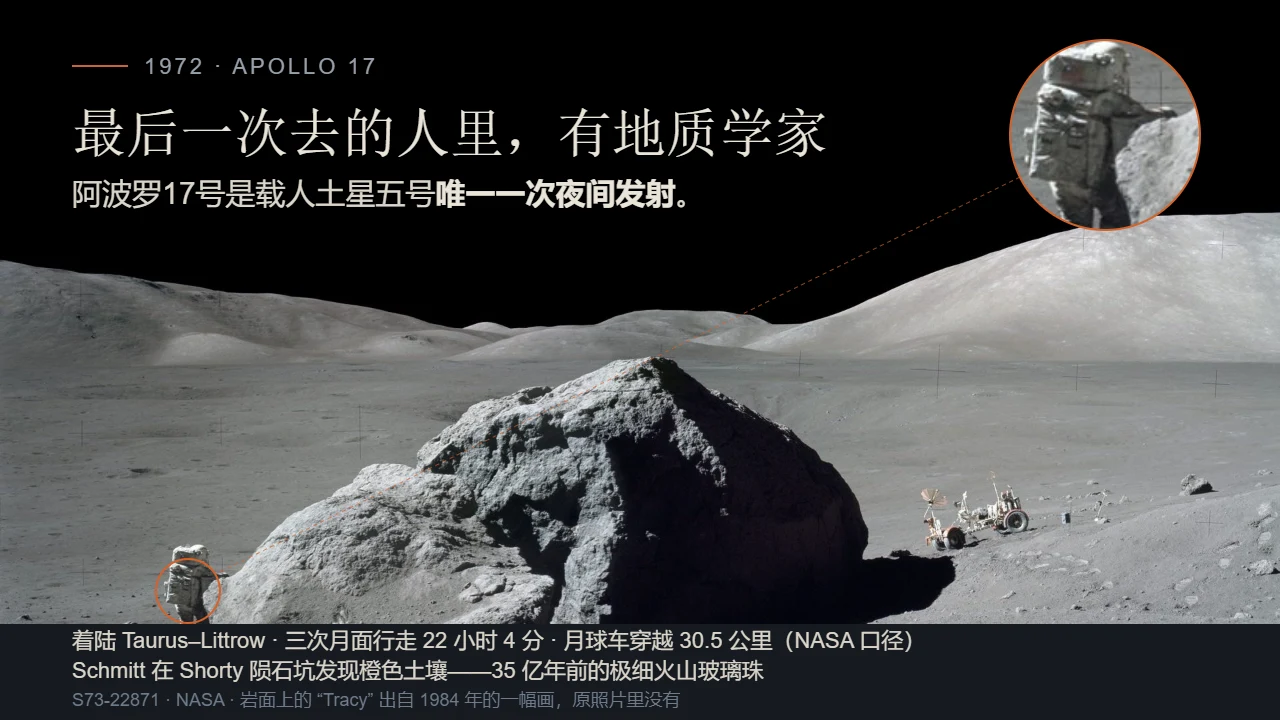 1972 · APOLLO 17
最后一次去的人里，有地质学家
阿波罗17号是载人土星五号唯一一次夜间发射。
着陆 Taurus–Littrow · 三次月面行走 22 小时 4 分 · 月球车穿越 30.5 公里（NASA 口径）
Schmitt 在 Shorty 陨石坑发现橙色土壤——35 亿年前的极细火山玻璃珠
S73-22871 · NASA · 岩面上的 “Tracy” 出自 1984 年的一幅画，原照片里没有